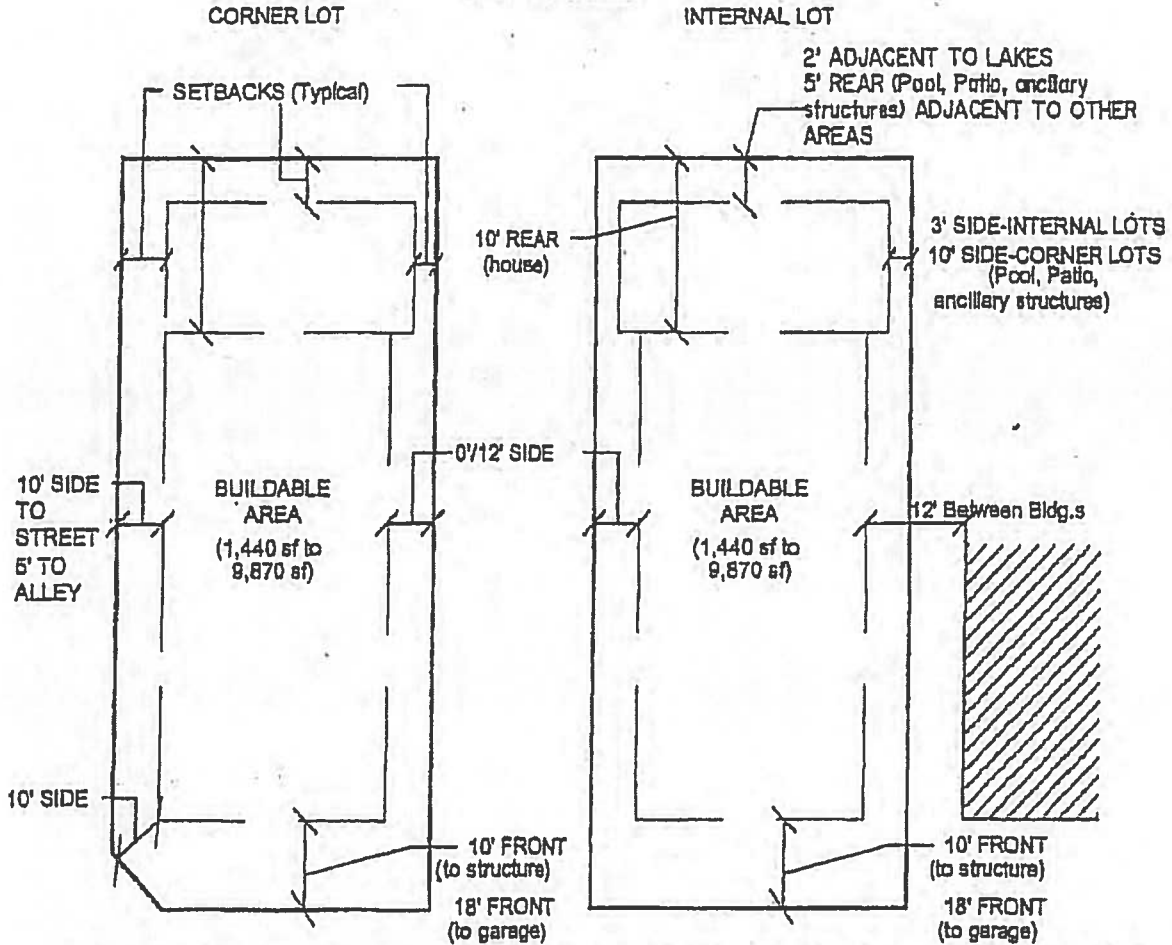 CORNER LOT
INTERNAL LOT
2' ADJACENT TO LAKES
5' REAR (Pool, Patio, ancillary
structures) ADJACENT TO OTHER
AREAS
SETBACKS (Typical)
10' REAR
(house)
3' SIDE-INTERNAL LOTS
10' SIDE-CORNER LOTS
(Pool, Patio,
ancillary structures)
0'/12' SIDE
10' SIDE
TO
STREET
5' TO
ALLEY
BUILDABLE
AREA
(1,440 sf to
9,870 sf)
BUILDABLE
AREA
(1,440 sf to
9,870 sf)
12' Between Bldg.s
10' SIDE
10' FRONT
(to structure)
18' FRONT
(to garage)
10' FRONT
(to structure)
18' FRONT
(to garage)